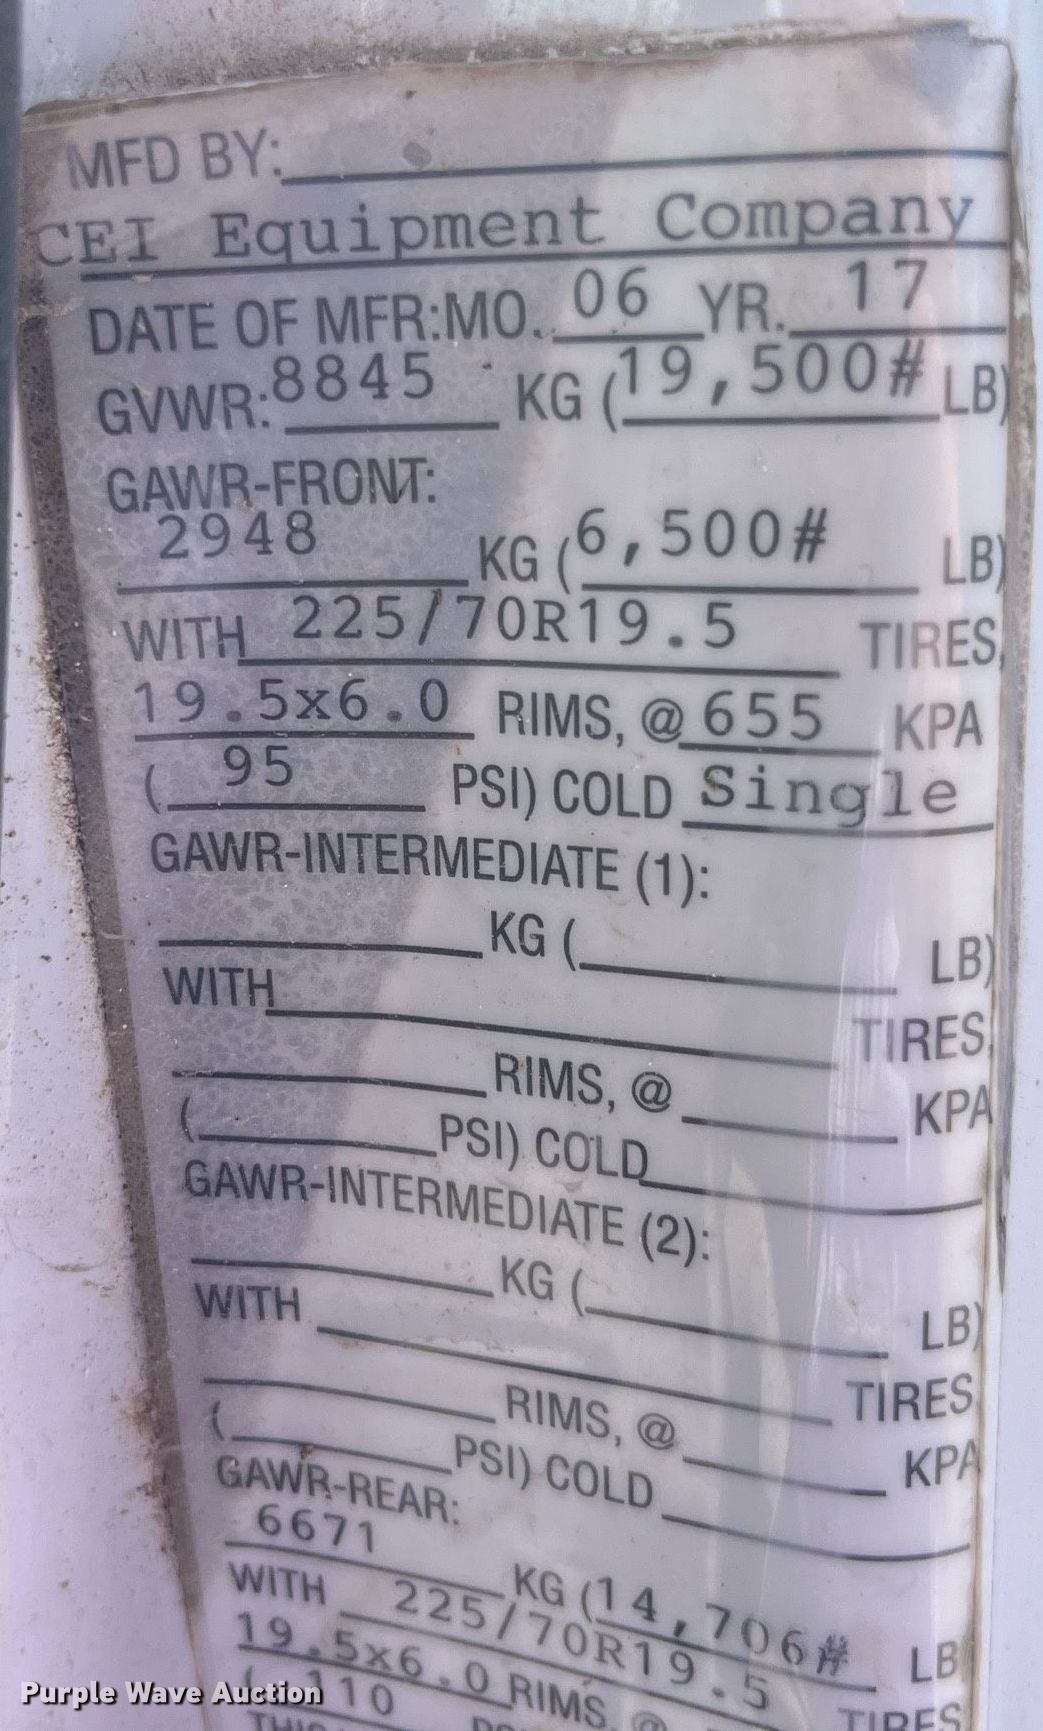 MFD BY:
CEI Equipment Company
DATE OF MFR:MO. 06 YR. 17
GVWR: 8845 KG (19,500# LB)
GAWR-FRONT:
2948 KG (6,500# LB)
WITH 225/70R19.5 TIRES,
19.5x6.0 RIMS, @ 655 KPA
( 95 PSI) COLD Single
GAWR-INTERMEDIATE (1):
KG ( LB)
WITH TIRES,
RIMS, @ KPA
( PSI) COLD
GAWR-INTERMEDIATE (2):
KG ( LB)
WITH TIRES,
RIMS, @ KPA
( PSI) COLD
GAWR-REAR:
6671 KG (14,706# LB
WITH 225/70R19.5 TIRES
19.5x6.0 RIMS, @
( 110
Purple Wave Auction